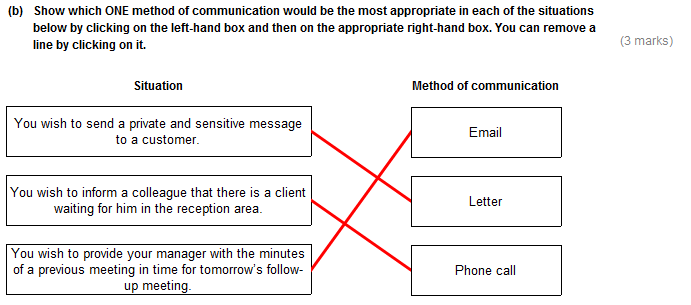 (b) Show which ONE method of communication would be the most appropriate in each of the situations
below by clicking on the left-hand box and then on the appropriate right-hand box. You can remove a
line by clicking on it.
(3 marks)
Situation
Method of communication
You wish to send a private and sensitive message
to a customer.
Email
You wish to inform a colleague that there is a client
waiting for him in the reception area.
Letter
You wish to provide your manager with the minutes
of a previous meeting in time for tomorrow's follow-
up meeting.
Phone call